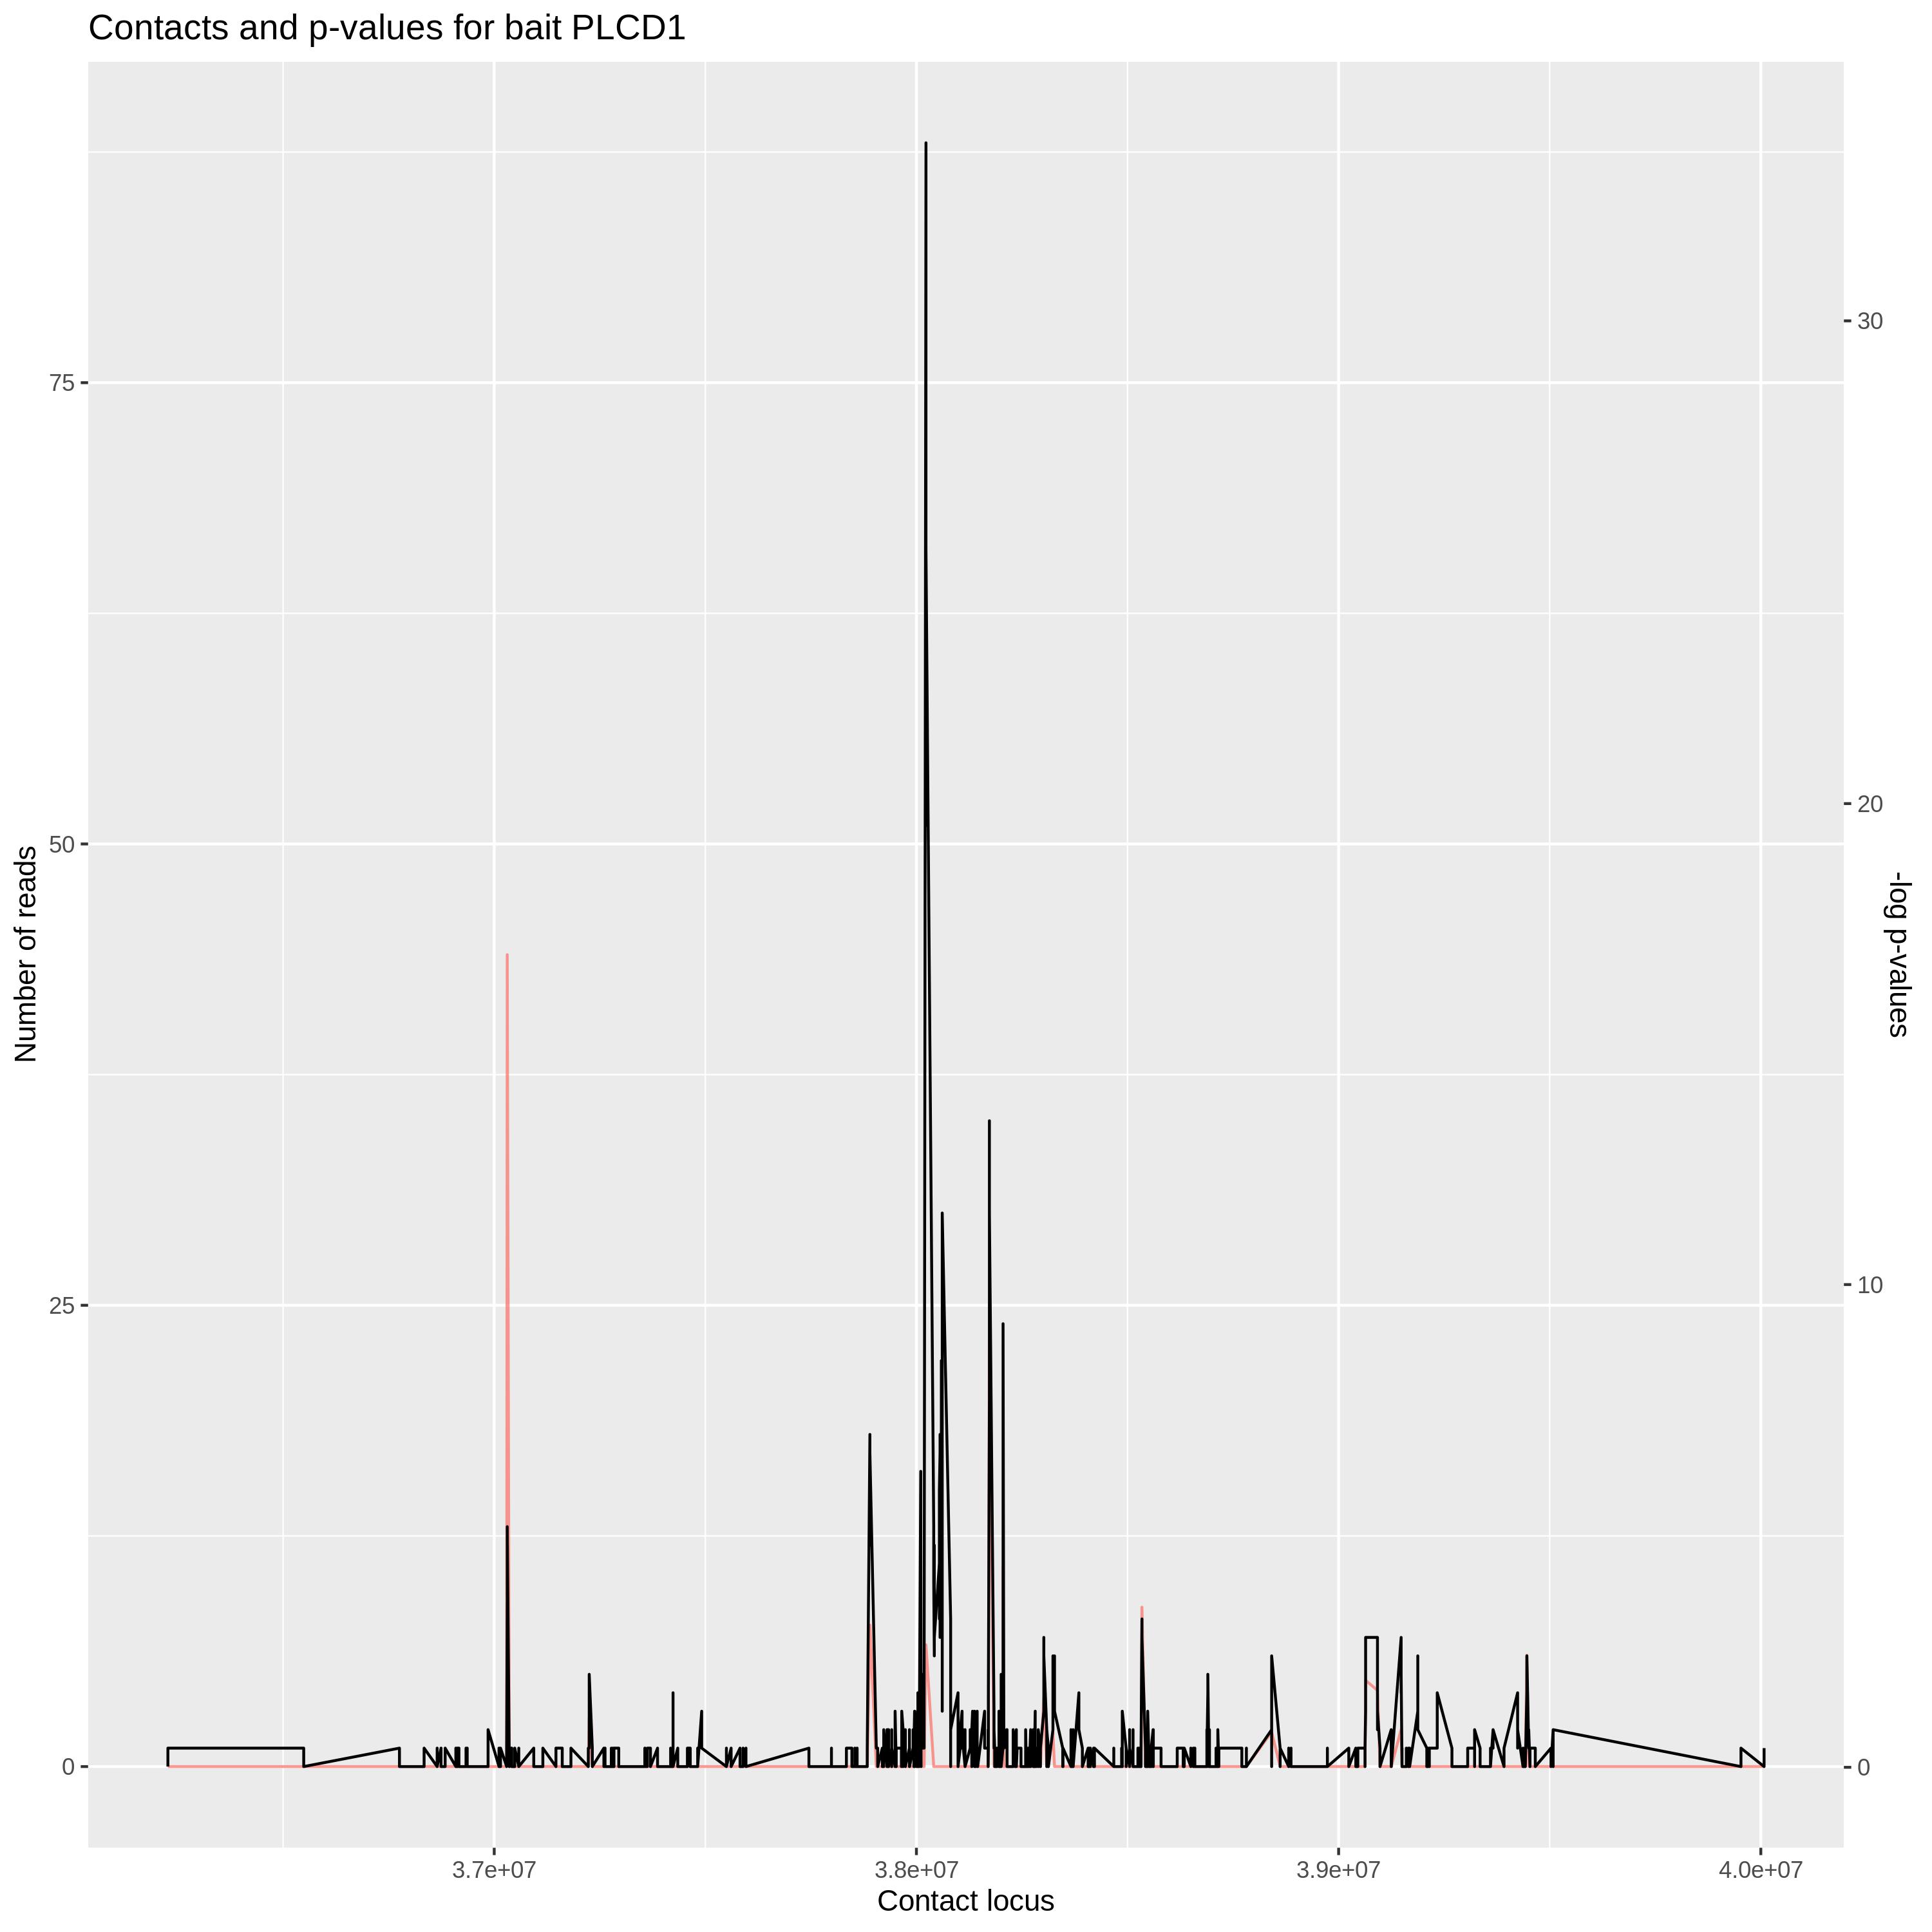 Contacts and p-values for bait PLCD1
75
50
25
0
Number of reads
30
20
10
0
-log p-values
3.7e+07
3.8e+07
3.9e+07
4.0e+07
Contact locus